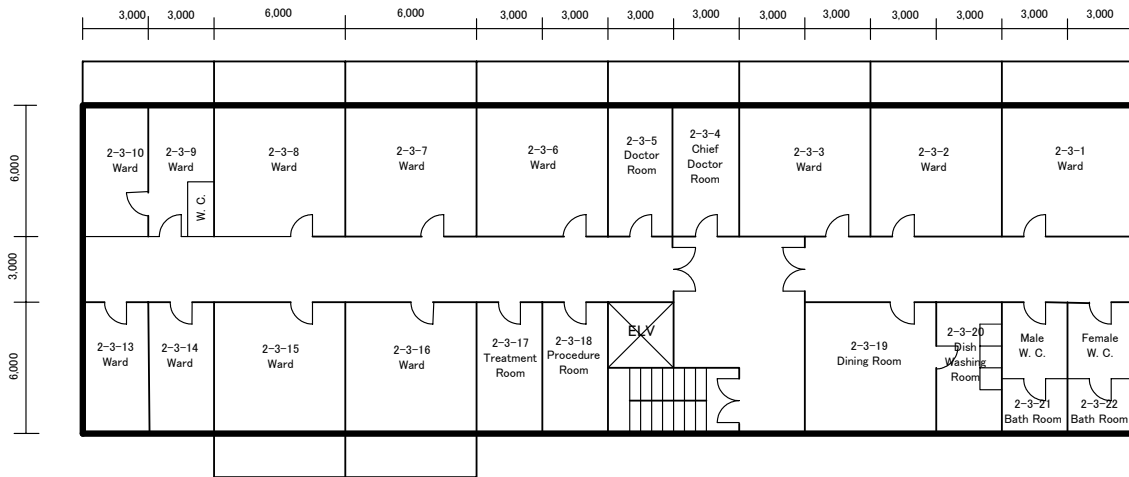 3,000 3,000 6,000 6,000 3,000 3,000 3,000 3,000 3,000 3,000 3,000 3,000 3,000 3,000
6,000
3,000
6,000
2-3-10
Ward
2-3-9
Ward
W. C.
2-3-8
Ward
2-3-7
Ward
2-3-6
Ward
2-3-5
Doctor
Room
2-3-4
Chief
Doctor
Room
2-3-3
Ward
2-3-2
Ward
2-3-1
Ward
2-3-13
Ward
2-3-14
Ward
2-3-15
Ward
2-3-16
Ward
2-3-17
Treatment
Room
2-3-18
Procedure
Room
ELV
2-3-19
Dining Room
2-3-20
Dish
Washing
Room
Male
W. C.
Female
W. C.
2-3-21
Bath Room
2-3-22
Bath Room